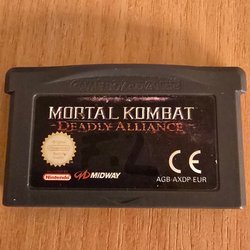 MORTAL KOMBAT
DEADLY ALLIANCE
Nintendo
MIDWAY
CE
AGB-AXDP-EUR